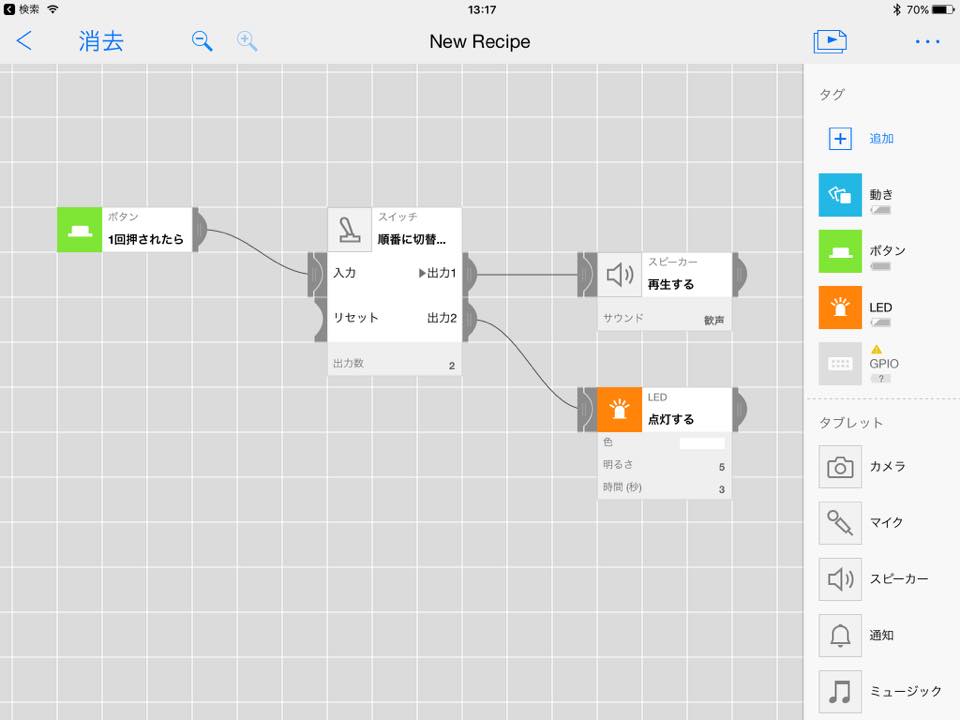 検索
13:17
70%
消去
New Recipe
ボタン
1回押されたら
スイッチ
順番に切替...
入力
▶出力1
リセット
出力2
出力数
2
スピーカー
再生する
サウンド
歓声
LED
点灯する
色
明るさ
5
時間 (秒)
3
タグ
追加
動き
ボタン
LED
GPIO
?
タブレット
カメラ
マイク
スピーカー
通知
ミュージック